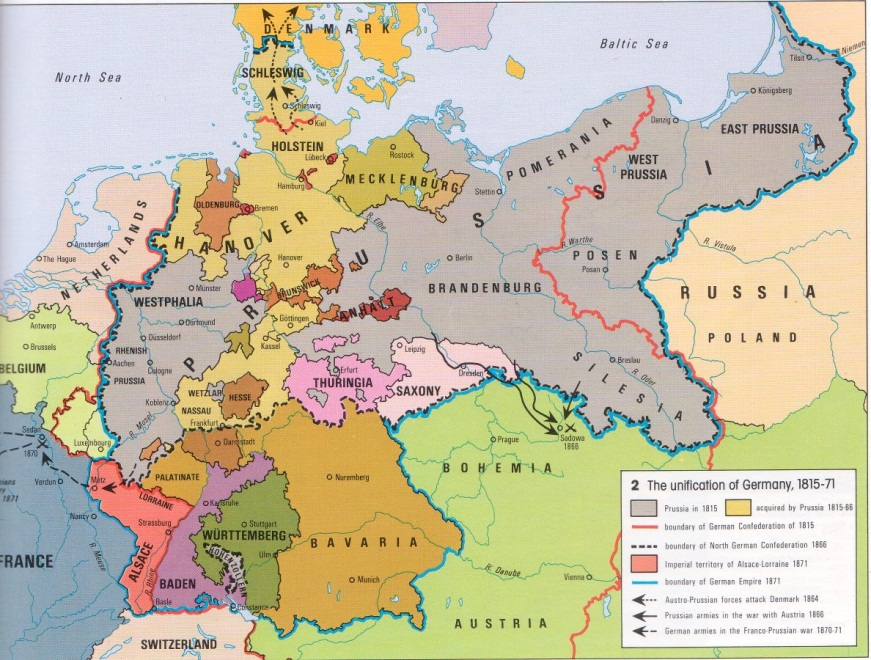 DENMARK
Baltic Sea
North Sea
SCHLESWIG
Schleswig
Kiel
HOLSTEIN
Lübeck
Hamburg
Rostock
MECKLENBURG
Stettin
POMERANIA
Danzig
WEST
PRUSSIA
EAST PRUSSIA
Königsberg
Tilsit
Niemen
PRUSSIA
NETHERLANDS
Amsterdam
The Hague
OLDENBURG
Bremen
HANOVER
Hanover
R. Elbe
Berlin
BRANDENBURG
R. Warthe
POSEN
Posan
R. Vistula
RUSSIA
POLAND
WESTPHALIA
Münster
Dortmund
BRUNSWICK
Göttingen
ANHALT
Antwerp
Brussels
BELGIUM
Düsseldorf
RHENISH
PRUSSIA
Aachen
Cologne
Koblenz
R. Mosel
Kassel
Leipzig
Dresden
SAXONY
Erfurt
THURINGIA
Breslau
R. Oder
SILESIA
WETZLAR
NASSAU
HESSE
Frankfurt
Luxembourg
Sedan
1870
Verdun
Metz
Darmstadt
PALATINATE
LORRAINE
Nancy
Strassburg
R. Meuse
FRANCE
ALSACE
R. Rhine
Karlsruhe
BADEN
Stuttgart
WÜRTTEMBERG
Ulm
HOHENZOLLERN
Constance
Basle
SWITZERLAND
Nuremberg
BAVARIA
Munich
Prague
BOHEMIA
Sadowa
1866
R. Danube
Vienna
AUSTRIA
2 The unification of Germany, 1815-71
Prussia in 1815
acquired by Prussia 1815-66
boundary of German Confederation of 1815
boundary of North German Confederation 1866
Imperial territory of Alsace-Lorraine 1871
boundary of German Empire 1871
Austro-Prussian forces attack Denmark 1864
Prussian armies in the war with Austria 1866
German armies in the Franco-Prussian war 1870-71